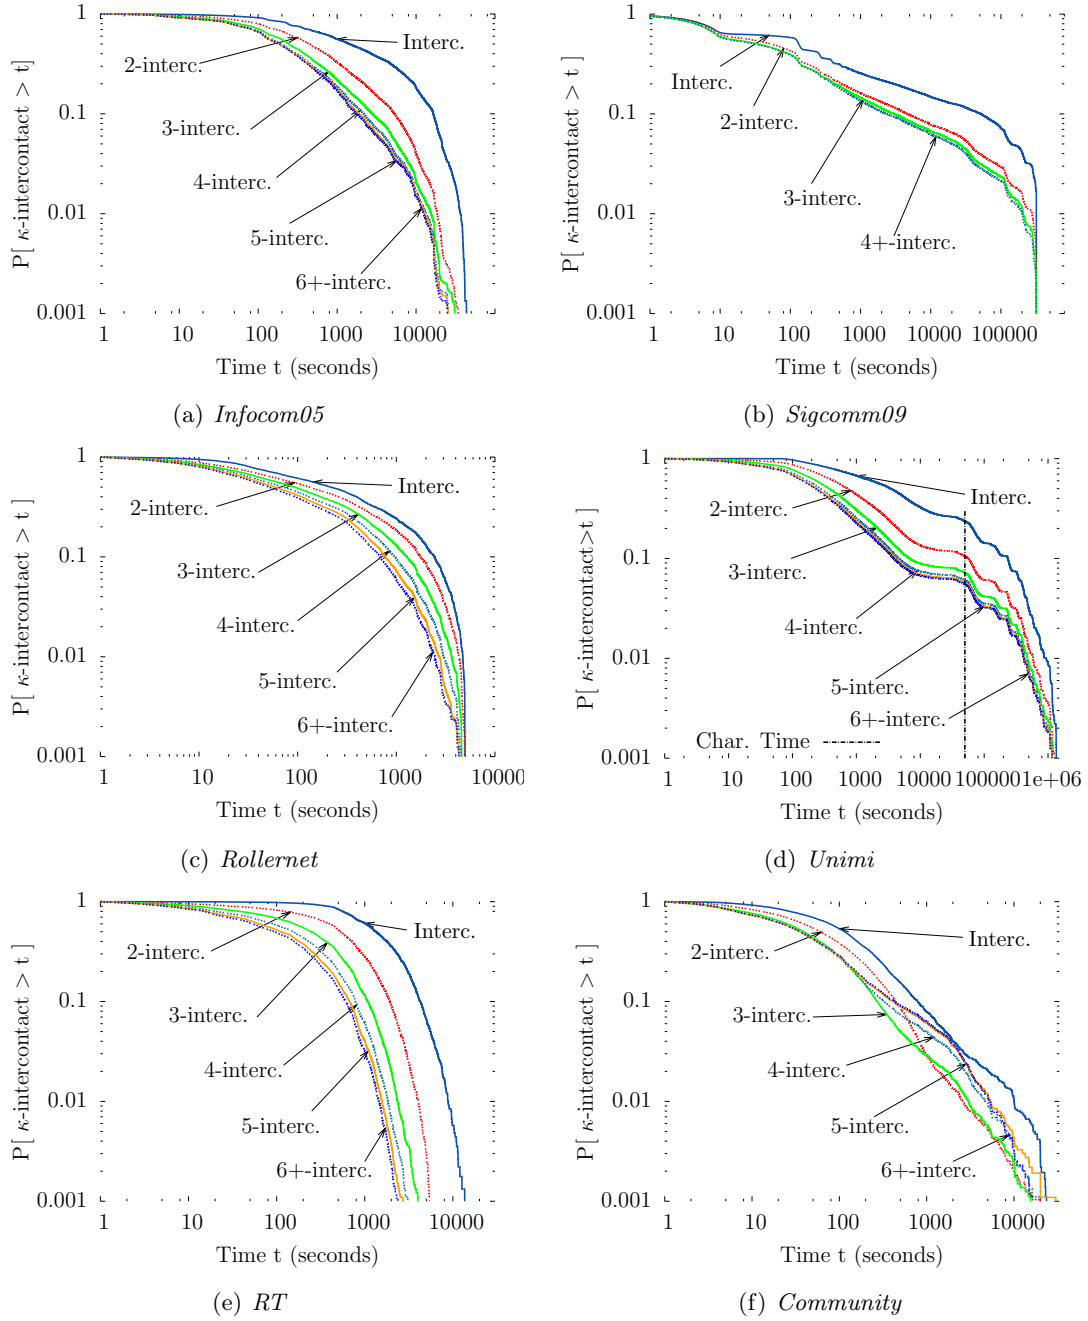 1
0.1
0.01
0.001
P[ κ-intercontact > t]
Interc.
2-interc.
3-interc.
4-interc.
5-interc.
6+-interc.
1 10 100 1000 10000
Time t (seconds)
(a) Infocom05
1
0.1
0.01
0.001
P[ κ-intercontact > t ]
Interc.
2-interc.
3-interc.
4+-interc.
1 10 100 1000 10000 100000
Time t (seconds)
(b) Sigcomm09
1
0.1
0.01
0.001
P[ κ-intercontact > t]
Interc.
2-interc.
3-interc.
4-interc.
5-interc.
6+-interc.
1 10 100 1000 10000
Time t (seconds)
(c) Rollernet
1
0.1
0.01
0.001
P[ κ-intercontact>t]
Interc.
2-interc.
3-interc.
4-interc.
5-interc.
6+-interc.
Char. Time
1 10 100 1000 10000 100000 1e+06
Time t (seconds)
(d) Unimi
1
0.1
0.01
0.001
P[ κ-intercontact > t]
Interc.
2-interc.
3-interc.
4-interc.
5-interc.
6+-interc.
1 10 100 1000 10000
Time t (seconds)
(e) RT
1
0.1
0.01
0.001
P[ κ-intercontact > t ]
Interc.
2-interc.
3-interc.
4-interc.
5-interc.
6+-interc.
1 10 100 1000 10000
Time t (seconds)
(f) Community